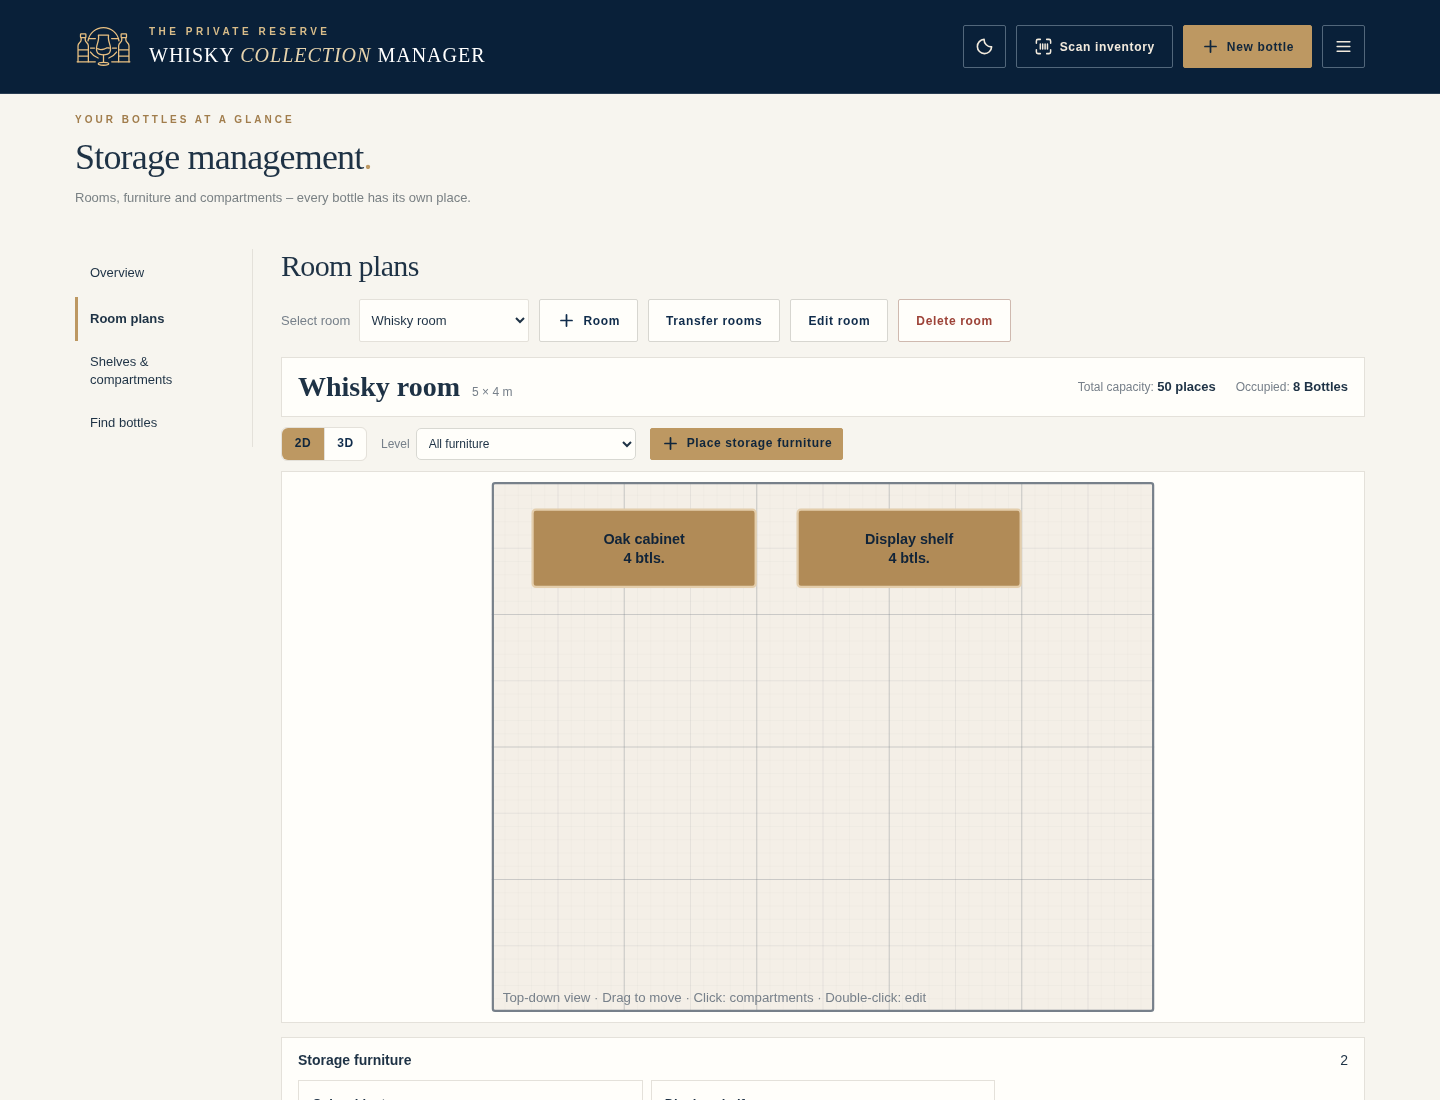 THE PRIVATE RESERVE
WHISKY COLLECTION MANAGER
Scan inventory
New bottle
YOUR BOTTLES AT A GLANCE
Storage management.
Rooms, furniture and compartments – every bottle has its own place.
Overview
Room plans
Shelves &
compartments
Find bottles
Room plans
Select room
Whisky room
Room
Transfer rooms
Edit room
Delete room
Whisky room 5 × 4 m
Total capacity: 50 places
Occupied: 8 Bottles
2D
3D
Level
All furniture
Place storage furniture
Oak cabinet
4 btls.
Display shelf
4 btls.
Top-down view · Drag to move · Click: compartments · Double-click: edit
Storage furniture
2